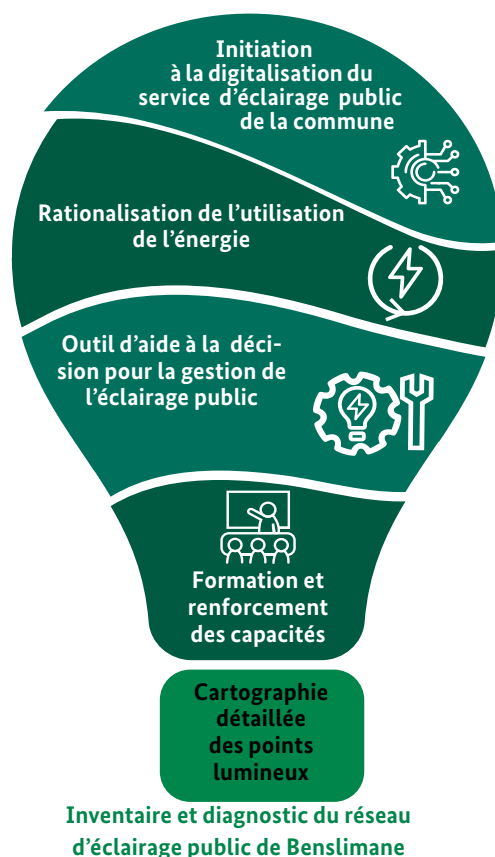 Initiation
à la digitalisation du
service d'éclairage public
de la commune
Rationalisation de l'utilisation
de l'énergie
Outil d'aide à la déci-
sion pour la gestion de
l'éclairage public
Formation et
renforcement
des capacités
Cartographie
détaillée
des points
lumineux
Inventaire et diagnostic du réseau
d'éclairage public de Benslimane